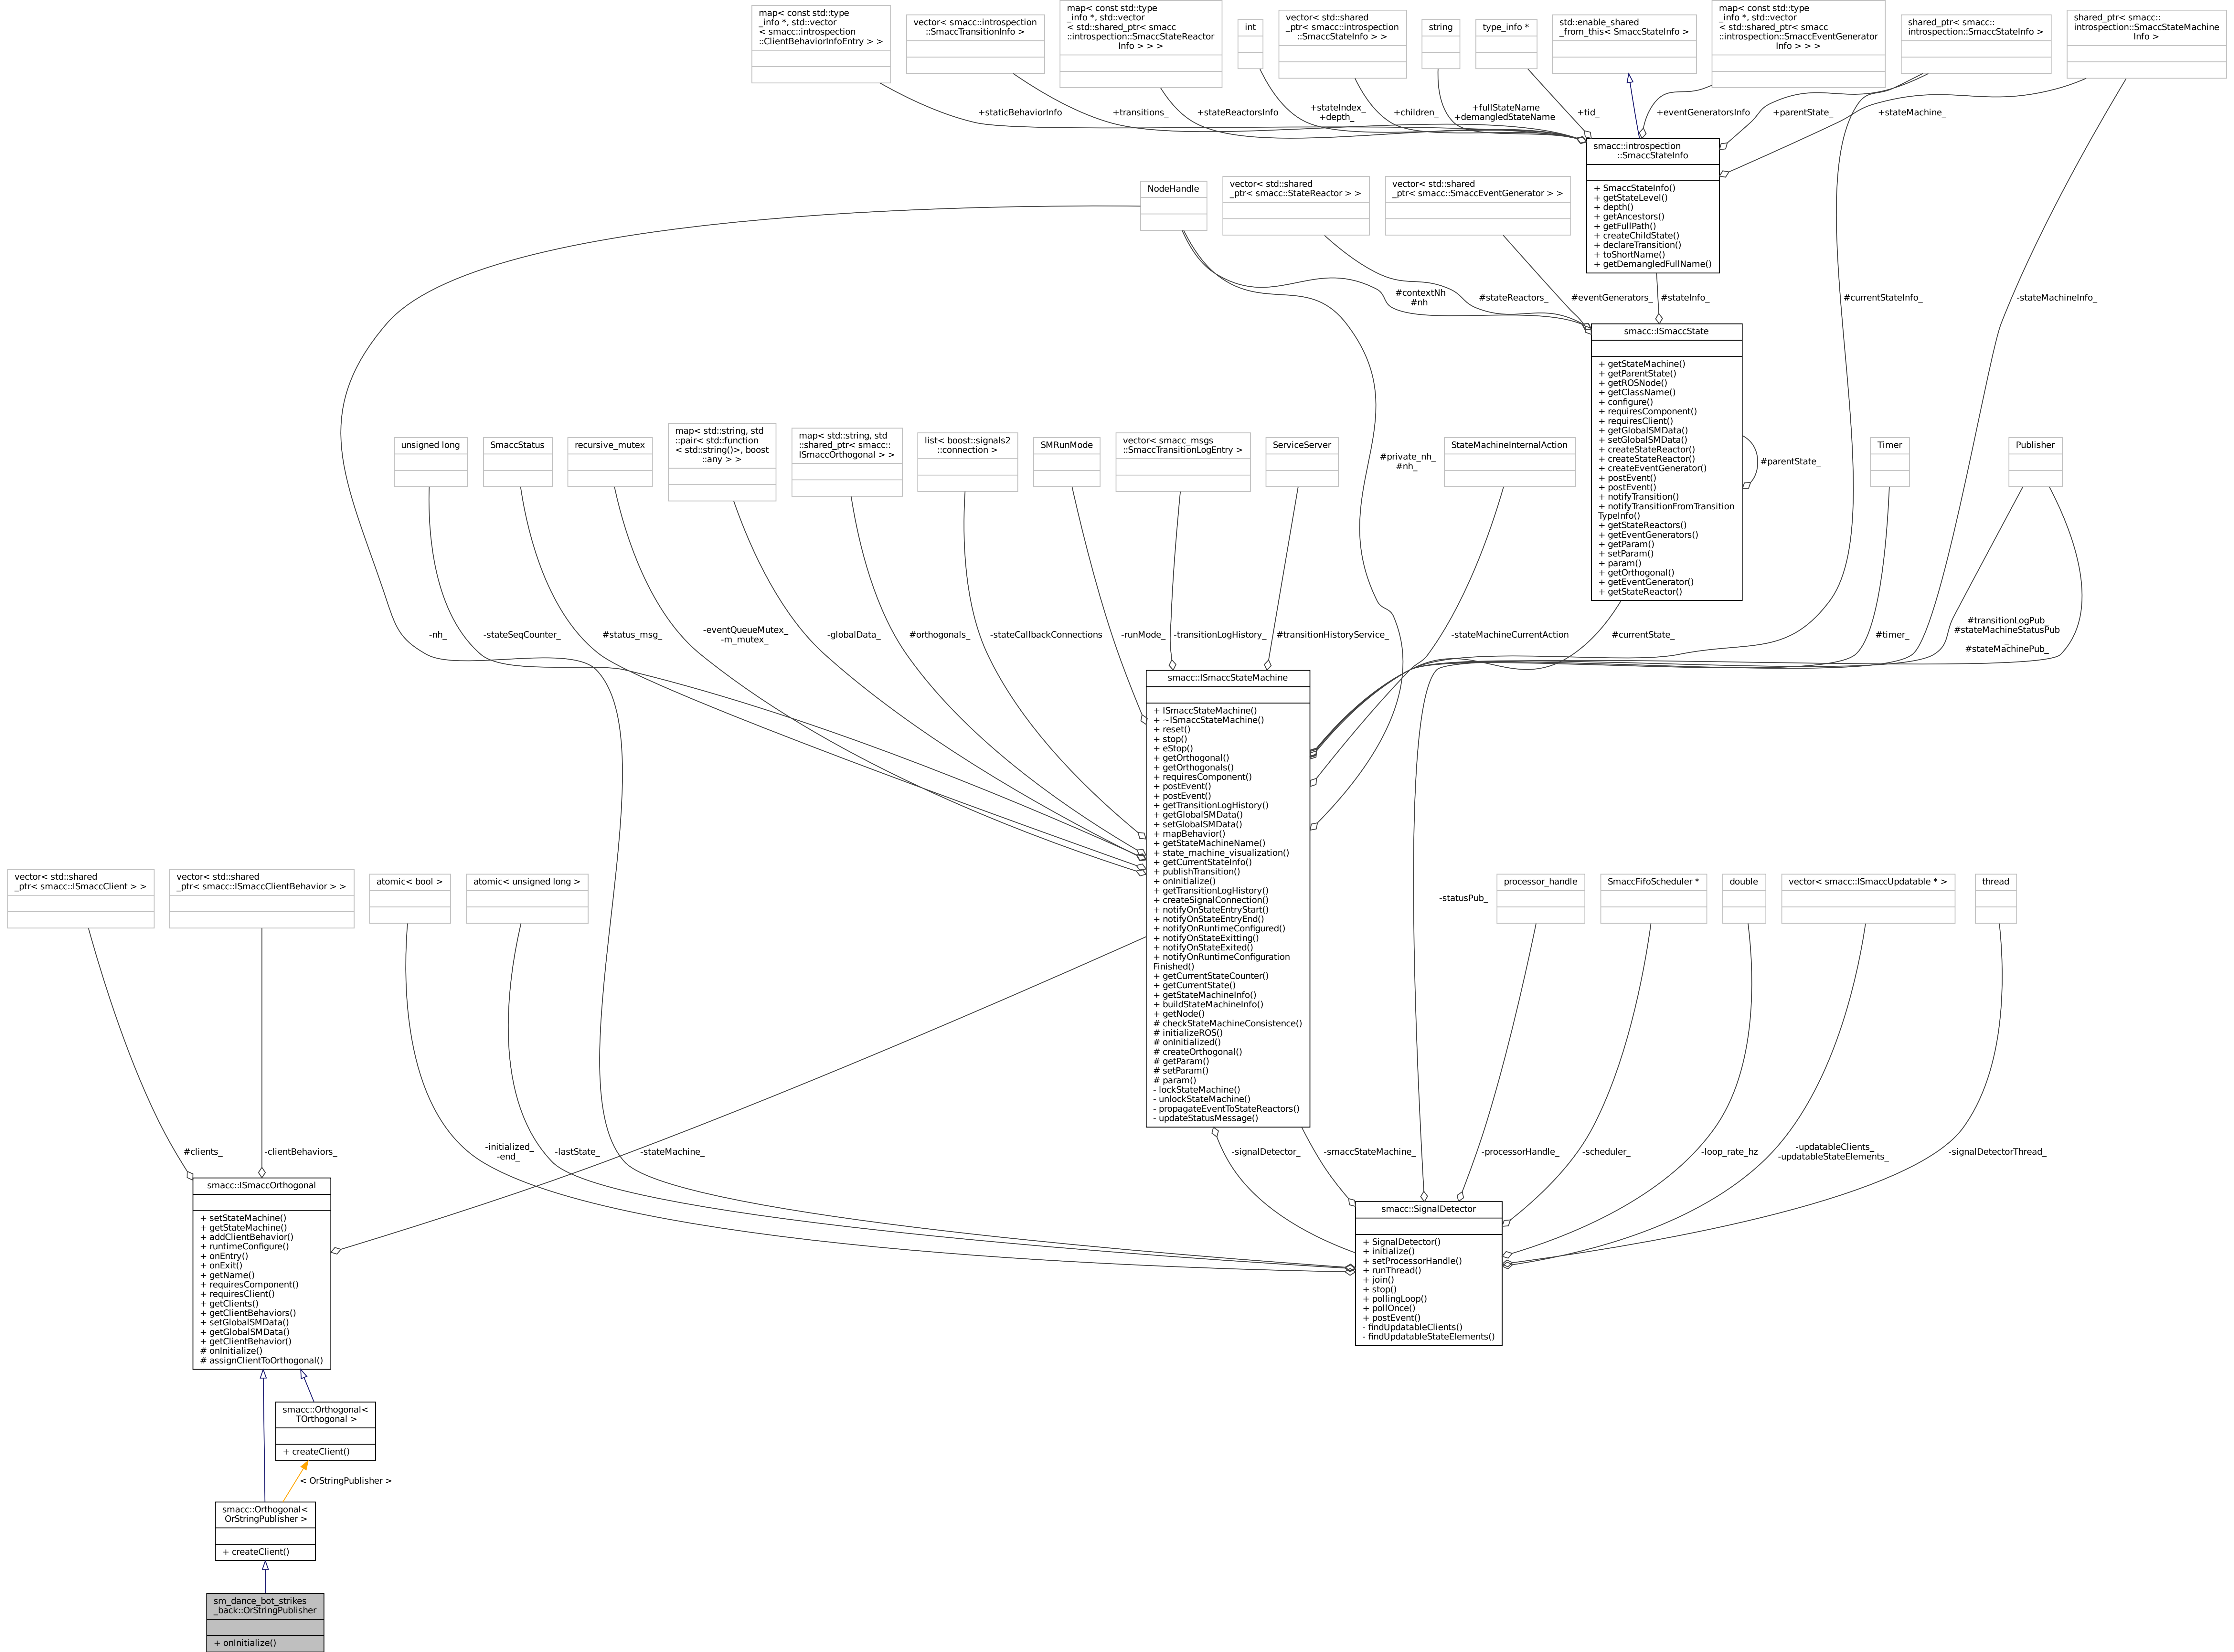 map< const std::type
_info *, std::vector
< smacc::introspection
::ClientBehaviorInfoEntry > >
vector< smacc::introspection
::SmaccTransitionInfo >
map< const std::type
_info *, std::vector
< std::shared_ptr< smacc
::introspection::SmaccStateReactor
Info > > >
int
vector< std::shared
_ptr< smacc::introspection
::SmaccStateInfo > >
string
type_info *
std::enable_shared
_from_this< SmaccStateInfo >
map< const std::type
_info *, std::vector
< std::shared_ptr< smacc
::introspection::SmaccEventGenerator
Info > > >
shared_ptr< smacc::
introspection::SmaccStateInfo >
shared_ptr< smacc::
introspection::SmaccStateMachine
Info >
+staticBehaviorInfo
+transitions_
+stateReactorsInfo
+stateIndex_
+depth_
+children_
+fullStateName
+demangledStateName
+tid_
+eventGeneratorsInfo
+parentState_
+stateMachine_
smacc::introspection
::SmaccStateInfo
+ SmaccStateInfo()
+ getStateLevel()
+ depth()
+ getAncestors()
+ getFullPath()
+ createChildState()
+ declareTransition()
+ toShortName()
+ getDemangledFullName()
NodeHandle
vector< std::shared
_ptr< smacc::StateReactor > >
vector< std::shared
_ptr< smacc::SmaccEventGenerator > >
#contextNh
#nh
#stateReactors_
#eventGenerators_
#stateInfo_
#currentStateInfo_
-stateMachineInfo_
smacc::ISmaccState
+ getStateMachine()
+ getParentState()
+ getROSNode()
+ getClassName()
+ configure()
+ requiresComponent()
+ requiresClient()
+ getGlobalSMData()
+ setGlobalSMData()
+ createStateReactor()
+ createStateReactor()
+ createEventGenerator()
+ postEvent()
+ postEvent()
+ notifyTransition()
+ notifyTransitionFromTransition
TypeInfo()
+ getStateReactors()
+ getEventGenerators()
+ getParam()
+ setParam()
+ param()
+ getOrthogonal()
+ getEventGenerator()
+ getStateReactor()
#parentState_
unsigned long
SmaccStatus
recursive_mutex
map< std::string, std
::pair< std::function
< std::string()>, boost
::any > >
map< std::string, std
::shared_ptr< smacc::
ISmaccOrthogonal > >
list< boost::signals2
::connection >
SMRunMode
vector< smacc_msgs
::SmaccTransitionLogEntry >
ServiceServer
#private_nh_
#nh_
StateMachineInternalAction
Timer
Publisher
-nh_
-stateSeqCounter_
#status_msg_
-eventQueueMutex_
-m_mutex_
-globalData_
#orthogonals_
-stateCallbackConnections
-runMode_
-transitionLogHistory_
#transitionHistoryService_
-stateMachineCurrentAction
#currentState_
#timer_
#transitionLogPub_
#stateMachineStatusPub
_
#stateMachinePub_
smacc::ISmaccStateMachine
+ ISmaccStateMachine()
+ ~ISmaccStateMachine()
+ reset()
+ stop()
+ eStop()
+ getOrthogonal()
+ getOrthogonals()
+ requiresComponent()
+ postEvent()
+ postEvent()
+ getTransitionLogHistory()
+ getGlobalSMData()
+ setGlobalSMData()
+ mapBehavior()
+ getStateMachineName()
+ state_machine_visualization()
+ getCurrentStateInfo()
+ publishTransition()
+ onInitialize()
+ getTransitionLogHistory()
+ createSignalConnection()
+ notifyOnStateEntryStart()
+ notifyOnStateEntryEnd()
+ notifyOnRuntimeConfigured()
+ notifyOnStateExitting()
+ notifyOnStateExited()
+ notifyOnRuntimeConfiguration
Finished()
+ getCurrentStateCounter()
+ getCurrentState()
+ getStateMachineInfo()
+ buildStateMachineInfo()
+ getNode()
# checkStateMachineConsistence()
# initializeROS()
# onInitialized()
# createOrthogonal()
# getParam()
# setParam()
# param()
- lockStateMachine()
- unlockStateMachine()
- propagateEventToStateReactors()
- updateStatusMessage()
vector< std::shared
_ptr< smacc::ISmaccClient > >
vector< std::shared
_ptr< smacc::ISmaccClientBehavior > >
atomic< bool >
atomic< unsigned long >
-statusPub_
processor_handle
SmaccFifoScheduler *
double
vector< smacc::ISmaccUpdatable * >
thread
#clients_
-clientBehaviors_
-initialized_
-end_
-lastState_
-stateMachine_
-signalDetector_
-smaccStateMachine_
-processorHandle_
-scheduler_
-loop_rate_hz
-updatableClients_
-updatableStateElements_
-signalDetectorThread_
smacc::ISmaccOrthogonal
+ setStateMachine()
+ getStateMachine()
+ addClientBehavior()
+ runtimeConfigure()
+ onEntry()
+ onExit()
+ getName()
+ requiresComponent()
+ requiresClient()
+ getClients()
+ getClientBehaviors()
+ setGlobalSMData()
+ getGlobalSMData()
+ getClientBehavior()
# onInitialize()
# assignClientToOrthogonal()
smacc::SignalDetector
+ SignalDetector()
+ initialize()
+ setProcessorHandle()
+ runThread()
+ join()
+ stop()
+ pollingLoop()
+ pollOnce()
+ postEvent()
- findUpdatableClients()
- findUpdatableStateElements()
smacc::Orthogonal<
TOrthogonal >
+ createClient()
< OrStringPublisher >
smacc::Orthogonal<
OrStringPublisher >
+ createClient()
sm_dance_bot_strikes
_back::OrStringPublisher
+ onInitialize()